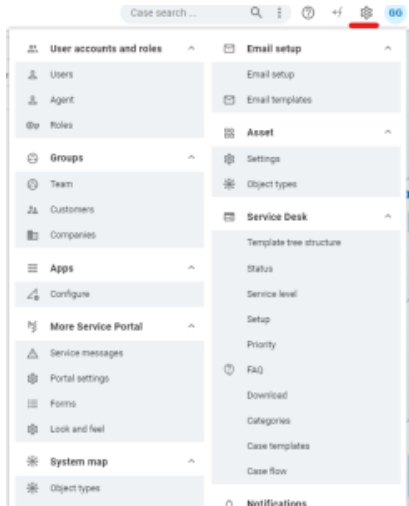 Case search ...
GG
User accounts and roles
Users
Agent
Roles
Groups
Team
Customers
Companies
Apps
Configure
More Service Portal
Service messages
Portal settings
Forms
Look and feel
System map
Object types
Email setup
Email setup
Email templates
Asset
Settings
Object types
Service Desk
Template tree structure
Status
Service level
Setup
Priority
FAQ
Download
Categories
Case templates
Case flow
Notifications